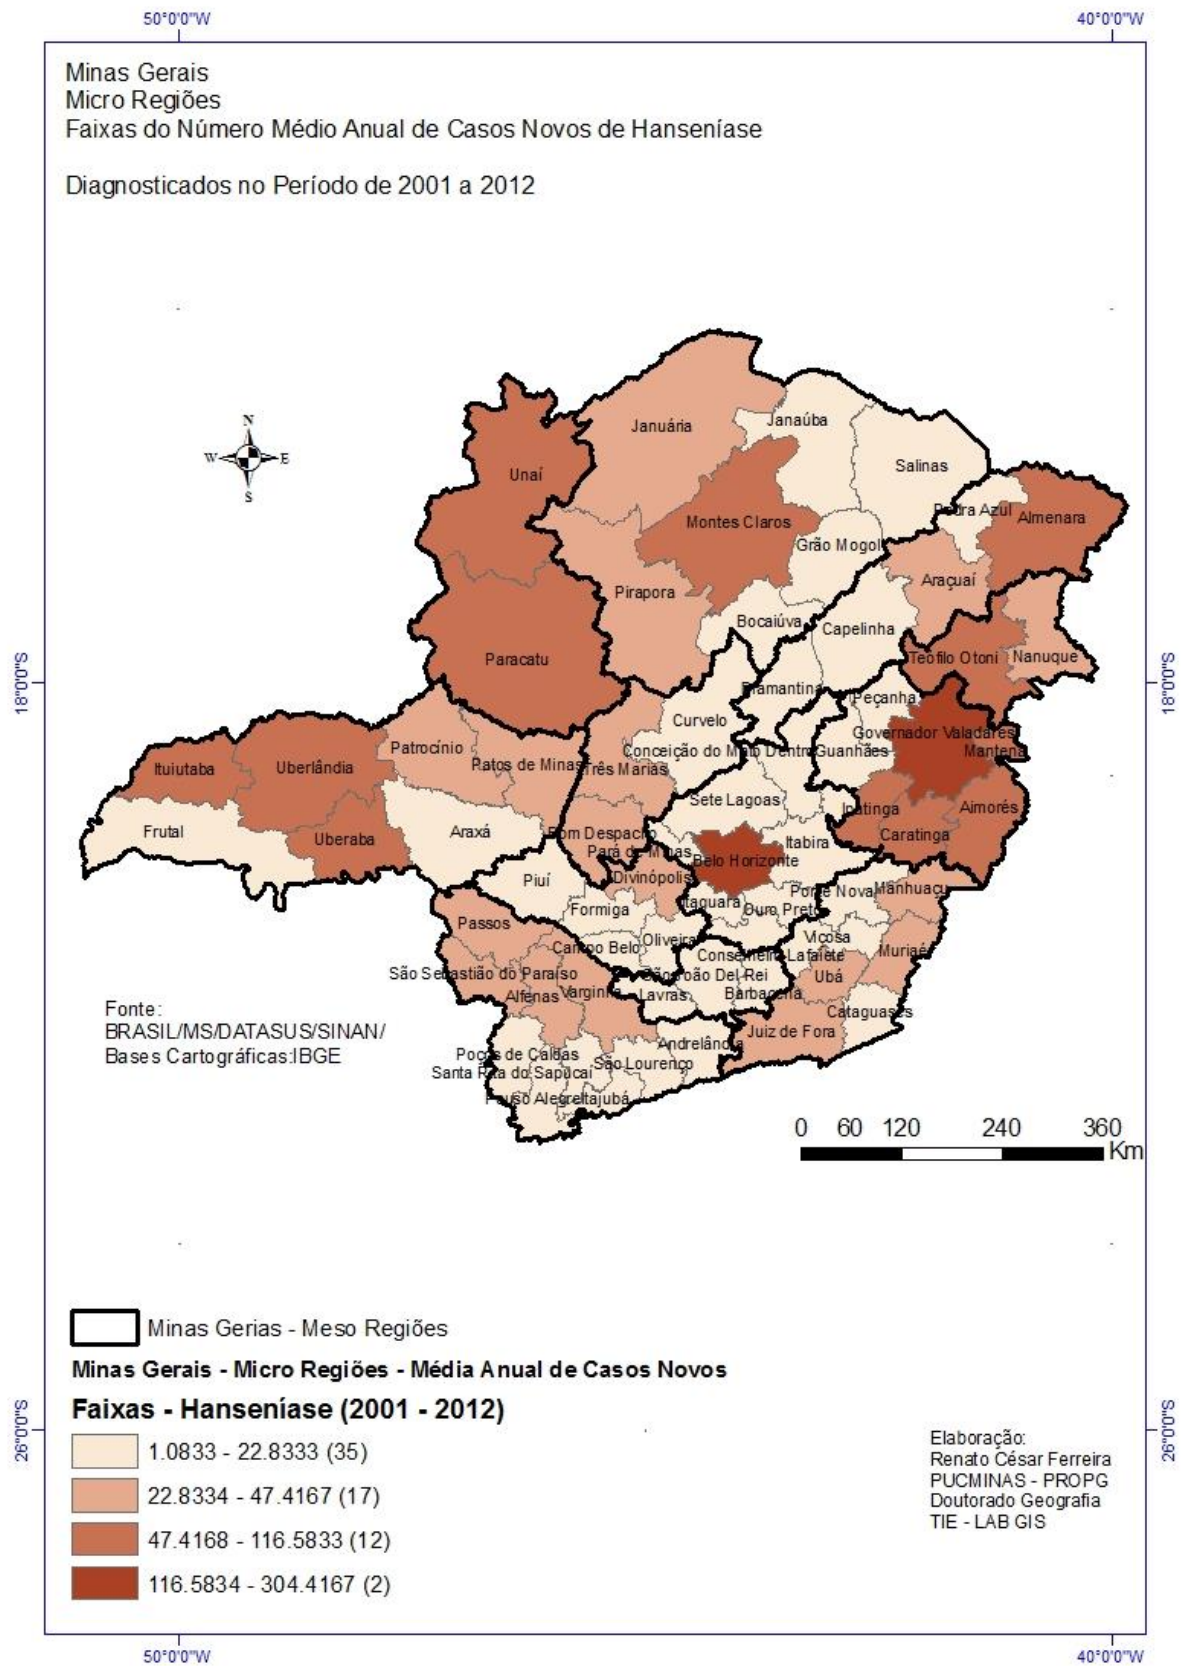 50°0'0"W 40°0'0"W
Minas Gerais
Micro Regiões
Faixas do Número Médio Anual de Casos Novos de Hanseníase
Diagnosticados no Período de 2001 a 2012
N
W E
S
Januária
Janaúba
Salinas
Unaí
Pedra Azul
Almenara
Montes Claros
Grão Mogol
Araçuaí
Pirapora
Bocaiúva
Capelinha
Paracatu
Teófilo Otoni
Nanuque
18°0'0"S 18°0'0"S
Diamantina
Peçanha
Curvelo
Governador Valadares
Patrocínio
Conceição do Mato Dentro
Guanhães
Mantena
Ituiutaba
Uberlândia
Patos de Minas
Três Marias
Sete Lagoas
Ipatinga
Aimorés
Frutal
Uberaba
Araxá
Bom Despacho
Caratinga
Itabira
Pará de Minas
Belo Horizonte
Piuí
Divinópolis
Ponte Nova
Manhuaçu
Itaguara
Ouro Preto
Formiga
Passos
Oliveira
Viçosa
Campo Belo
Conselheiro Lafaiete
Muriaé
São Sebastião do Paraíso
São João Del Rei
Ubá
Alfenas
Varginha
Lavras
Barbacena
Cataguases
Juiz de Fora
Andrelândia
Poços de Caldas
São Lourenço
Santa Rita do Sapucaí
Pouso Alegre
Itajubá
Fonte:
BRASIL/MS/DATASUS/SINAN/
Bases Cartográficas:IBGE
0 60 120 240 360
Km
Minas Gerias - Meso Regiões
Minas Gerais - Micro Regiões - Média Anual de Casos Novos
Faixas - Hanseníase (2001 - 2012)
1.0833 - 22.8333 (35)
22.8334 - 47.4167 (17)
47.4168 - 116.5833 (12)
116.5834 - 304.4167 (2)
26°0'0"S 26°0'0"S
Elaboração:
Renato César Ferreira
PUCMINAS - PROPG
Doutorado Geografia
TIE - LAB GIS
50°0'0"W 40°0'0"W